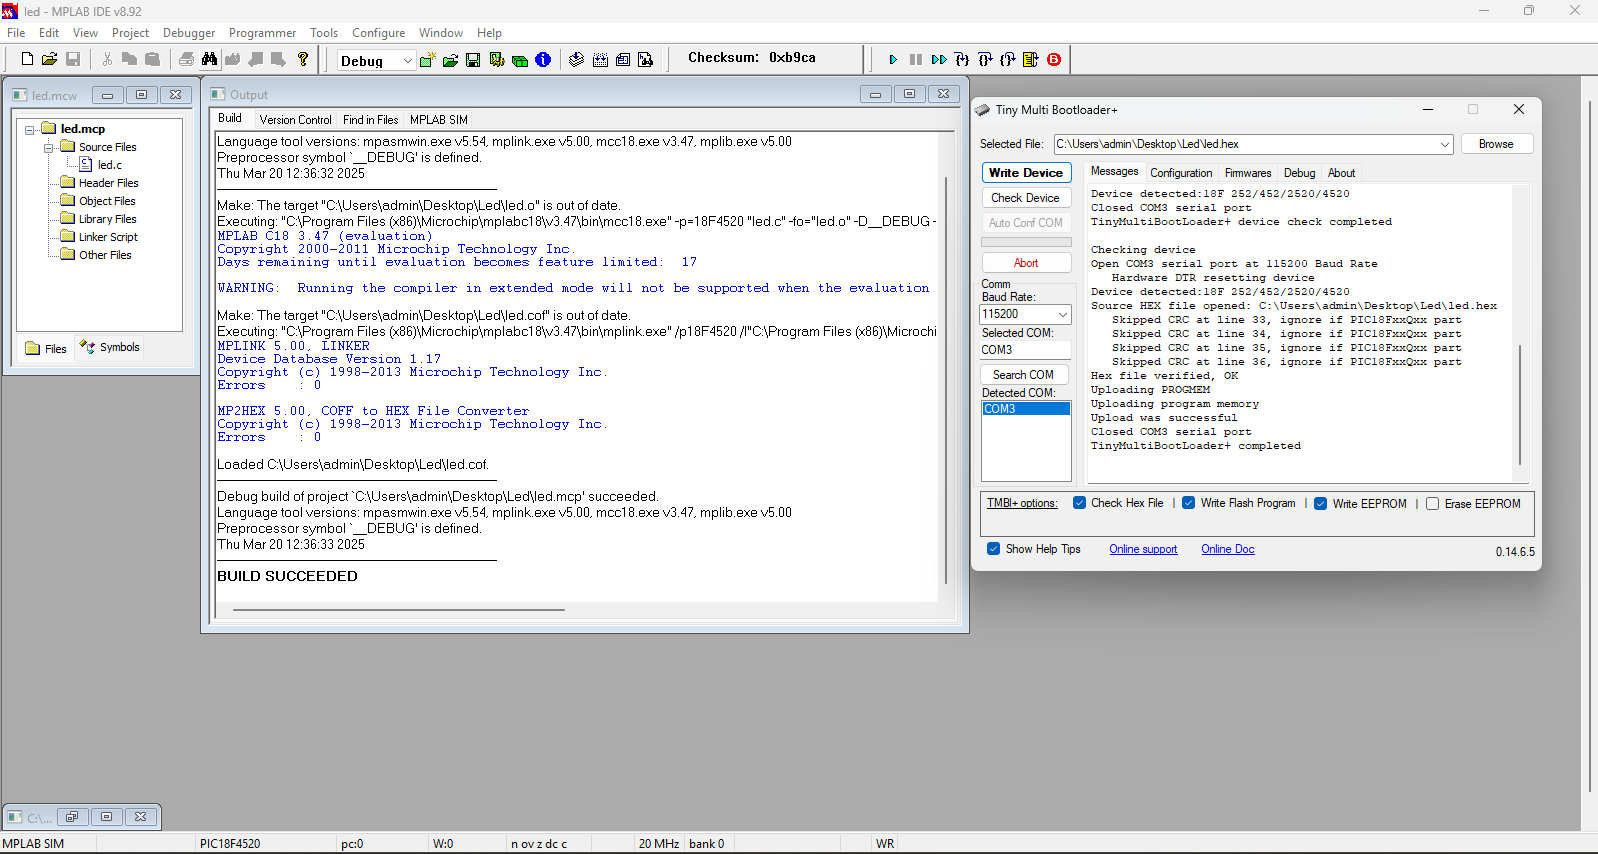 led - MPLAB IDE v8.92
File Edit View Project Debugger Programmer Tools Configure Window Help
Debug
Checksum: 0xb9ca
led.mcw
led.mcp
Source Files
led.c
Header Files
Object Files
Library Files
Linker Script
Other Files
Files
Symbols
Output
Build Version Control Find in Files MPLAB SIM
Language tool versions: mpasmwin.exe v5.54, mplink.exe v5.00, mcc18.exe v3.47, mplib.exe v5.00
Preprocessor symbol `__DEBUG' is defined.
Thu Mar 20 12:36:32 2025
Make: The target "C:\Users\admin\Desktop\Led\led.o" is out of date.
Executing: "C:\Program Files (x86)\Microchip\mplabc18\v3.47\bin\mcc18.exe" -p=18F4520 "led.c" -fo="led.o" -D__DEBUG -
MPLAB C18 3.47 (evaluation)
Copyright 2000-2011 Microchip Technology Inc.
Days remaining until evaluation becomes feature limited: 17
WARNING: Running the compiler in extended mode will not be supported when the evaluation
Make: The target "C:\Users\admin\Desktop\Led\led.cof" is out of date.
Executing: "C:\Program Files (x86)\Microchip\mplabc18\v3.47\bin\mplink.exe" /p18F4520 /l"C:\Program Files (x86)\Microchi
MPLINK 5.00, LINKER
Device Database Version 1.17
Copyright (c) 1998-2013 Microchip Technology Inc.
Errors : 0
MP2HEX 5.00, COFF to HEX File Converter
Copyright (c) 1998-2013 Microchip Technology Inc.
Errors : 0
Loaded C:\Users\admin\Desktop\Led\led.cof.
Debug build of project `C:\Users\admin\Desktop\Led\led.mcp' succeeded.
Language tool versions: mpasmwin.exe v5.54, mplink.exe v5.00, mcc18.exe v3.47, mplib.exe v5.00
Preprocessor symbol `__DEBUG' is defined.
Thu Mar 20 12:36:33 2025
BUILD SUCCEEDED
Tiny Multi Bootloader+
Selected File: C:\Users\admin\Desktop\Led\led.hex Browse
Write Device
Check Device
Auto Conf COM
Abort
Comm
Baud Rate:
115200
Selected COM:
COM3
Search COM
Detected COM:
COM3
Messages Configuration Firmwares Debug About
Device detected:18F 252/452/2520/4520
Closed COM3 serial port
TinyMultiBootLoader+ device check completed
Checking device
Open COM3 serial port at 115200 Baud Rate
Hardware DTR resetting device
Device detected:18F 252/452/2520/4520
Source HEX file opened: C:\Users\admin\Desktop\Led\led.hex
Skipped CRC at line 33, ignore if PIC18FxxQxx part
Skipped CRC at line 34, ignore if PIC18FxxQxx part
Skipped CRC at line 35, ignore if PIC18FxxQxx part
Skipped CRC at line 36, ignore if PIC18FxxQxx part
Hex file verified, OK
Uploading PROGMEM
Uploading program memory
Upload was successful
Closed COM3 serial port
TinyMultiBootLoader+ completed
TMBl+ options: Check Hex File | Write Flash Program | Write EEPROM | Erase EEPROM
Show Help Tips Online support Online Doc 0.14.6.5
C:\...
MPLAB SIM PIC18F4520 pc:0 W:0 n ov z dc c 20 MHz bank 0 WR